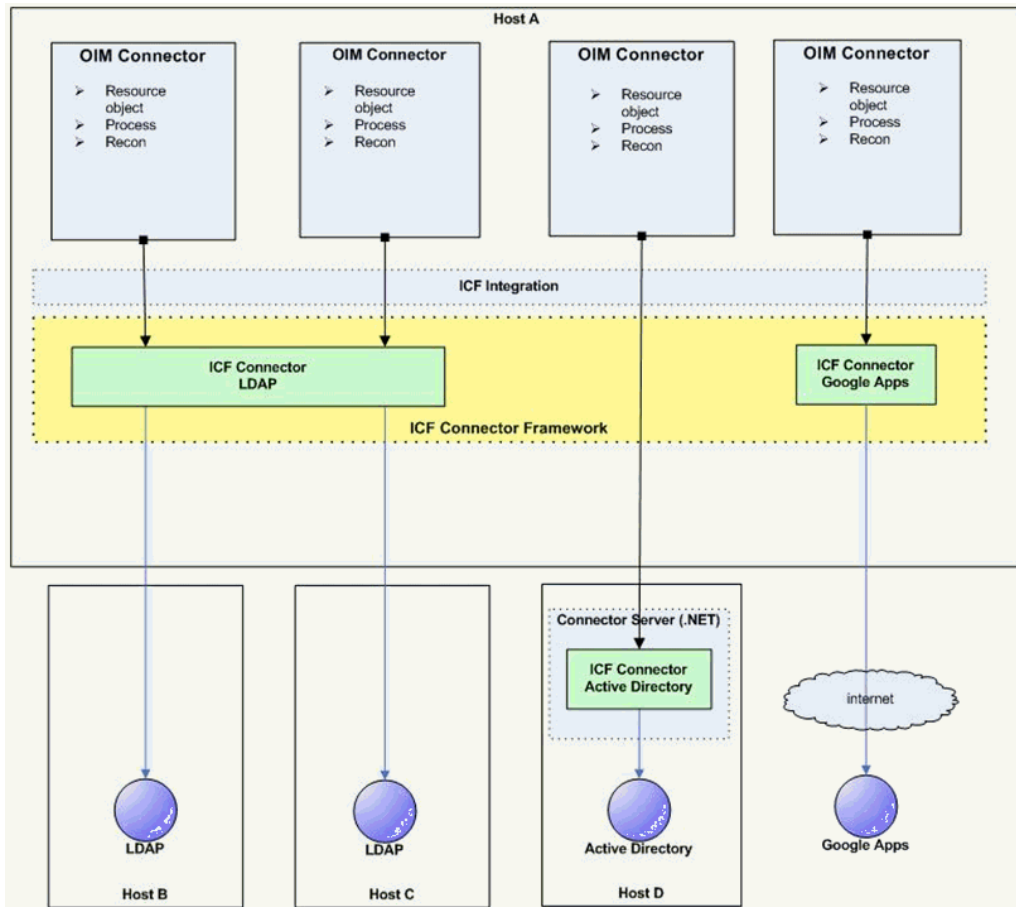 Host A
OIM Connector
➢ Resource
object
➢ Process
➢ Recon
OIM Connector
➢ Resource
object
➢ Process
➢ Recon
OIM Connector
➢ Resource
object
➢ Process
➢ Recon
OIM Connector
➢ Resource
object
➢ Process
➢ Recon
ICF Integration
ICF Connector
LDAP
ICF Connector
Google Apps
ICF Connector Framework
Connector Server (.NET)
ICF Connector
Active Directory
internet
LDAP
LDAP
Active Directory
Google Apps
Host B
Host C
Host D